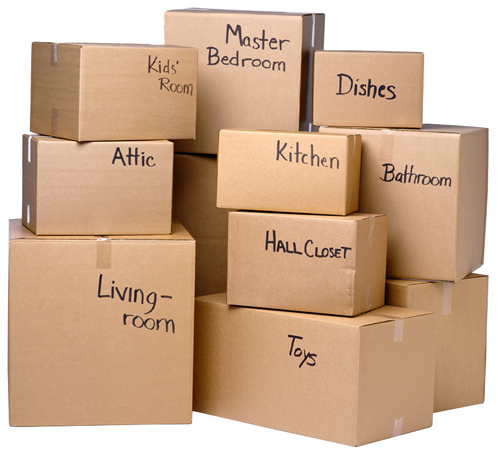 Master
Bedroom
Kids'
Room
Dishes
Attic
Kitchen
Bathroom
HALL CLOSET
Living-
room
Toys